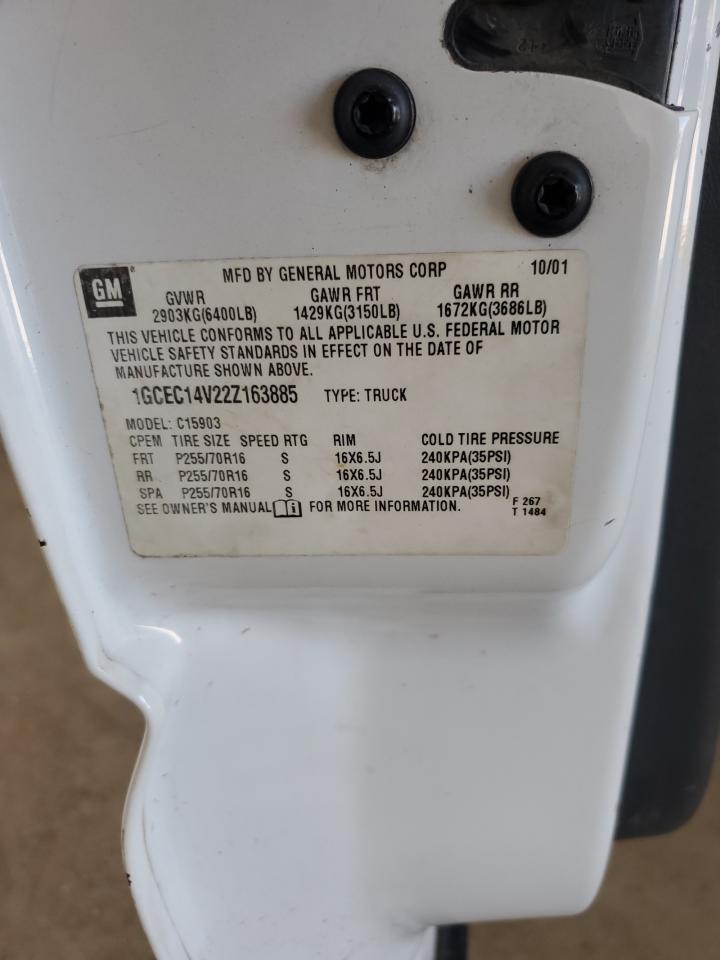 GM
MFD BY GENERAL MOTORS CORP 10/01
GVWR GAWR FRT GAWR RR
2903KG(6400LB) 1429KG(3150LB) 1672KG(3686LB)
THIS VEHICLE CONFORMS TO ALL APPLICABLE U.S. FEDERAL MOTOR
VEHICLE SAFETY STANDARDS IN EFFECT ON THE DATE OF
MANUFACTURE SHOWN ABOVE.
1GCEC14V22Z163885 TYPE: TRUCK
MODEL: C15903
CPEM TIRE SIZE SPEED RTG RIM COLD TIRE PRESSURE
FRT P255/70R16 S 16X6.5J 240KPA(35PSI)
RR P255/70R16 S 16X6.5J 240KPA(35PSI)
SPA P255/70R16 S 16X6.5J 240KPA(35PSI)
SEE OWNER'S MANUAL FOR MORE INFORMATION.
F 267
T 1484